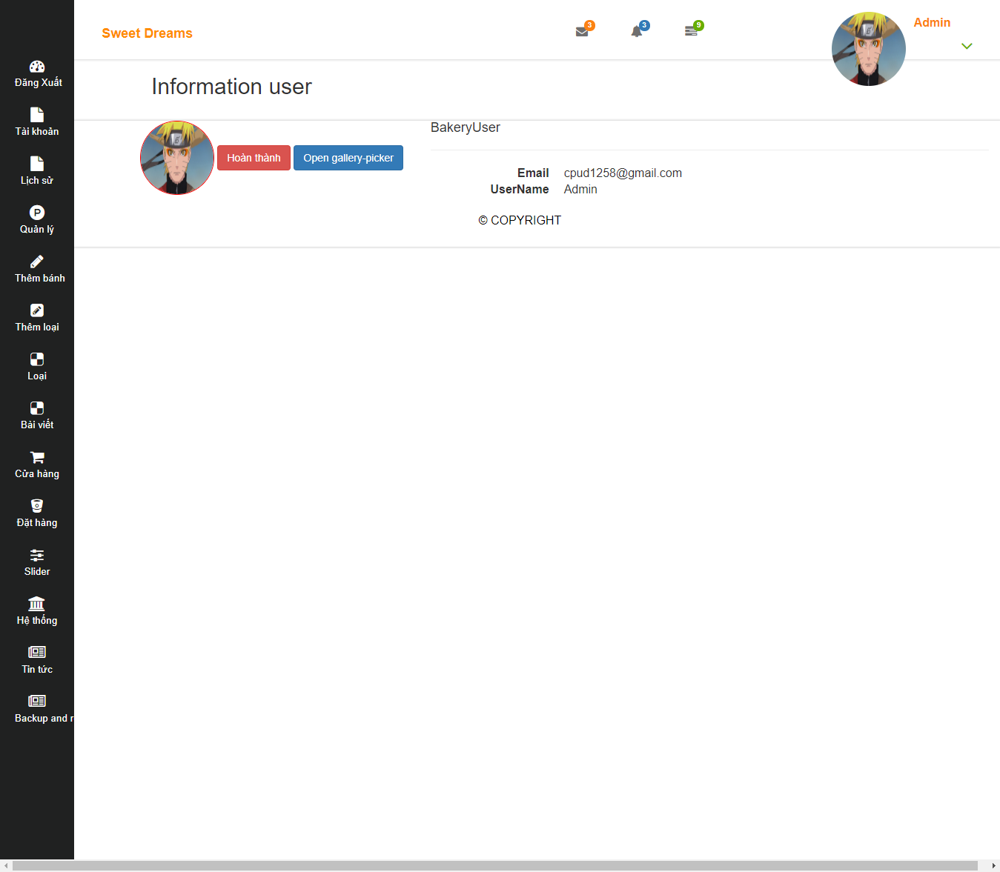 Sweet Dreams
3
3
9
Admin
Information user
Hoàn thành
Open gallery-picker
BakeryUser
Email cpud1258@gmail.com
UserName Admin
© COPYRIGHT
Đăng Xuất
Tài khoản
Lịch sử
Quản lý
Thêm bánh
Thêm loại
Loại
Bài viết
Cửa hàng
Đặt hàng
Slider
Hệ thống
Tin tức
Backup and r